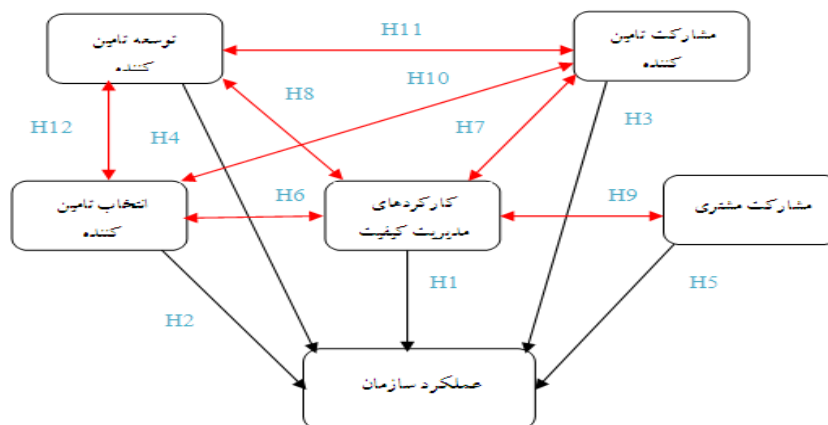 توسعه تامین
کننده
H11
مشارکت تامین
کننده
H10
H8
H12
H4
H7
H3
انتخاب تامین
کننده
H6
کارکردهای
مدیریت کیفیت
H9
مشارکت مشتری
H2
H1
H5
عملکرد سازمان